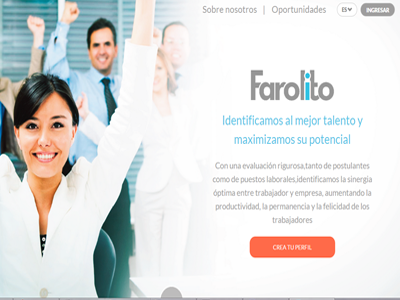 Sobre nosotros | Oportunidades ES INGRESAR
Farolito
Identificamos al mejor talento y
maximizamos su potencial
Con una evaluación rigurosa,tanto de postulantes
como de puestos laborales,identificamos la sinergia
óptima entre trabajador y empresa, aumentando la
productividad, la permanencia y la felicidad de los
trabajadores
CREA TU PERFIL